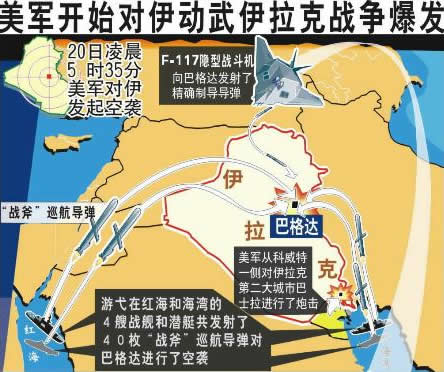 美军开始对伊动武伊拉克战争爆发
20日凌晨
5时35分
美军对伊
发起空袭
F-117隐型战斗机
向巴格达发射了
精确制导导弹
“战斧”巡航导弹
伊
拉
克
巴格达
美军从科威特
一侧对伊拉克
第二大城市巴
士拉进行了炮击
游弋在红海和海湾的
4艘战舰和潜艇共发射了
40枚“战斧”巡航导弹对
巴格达进行了空袭
红海